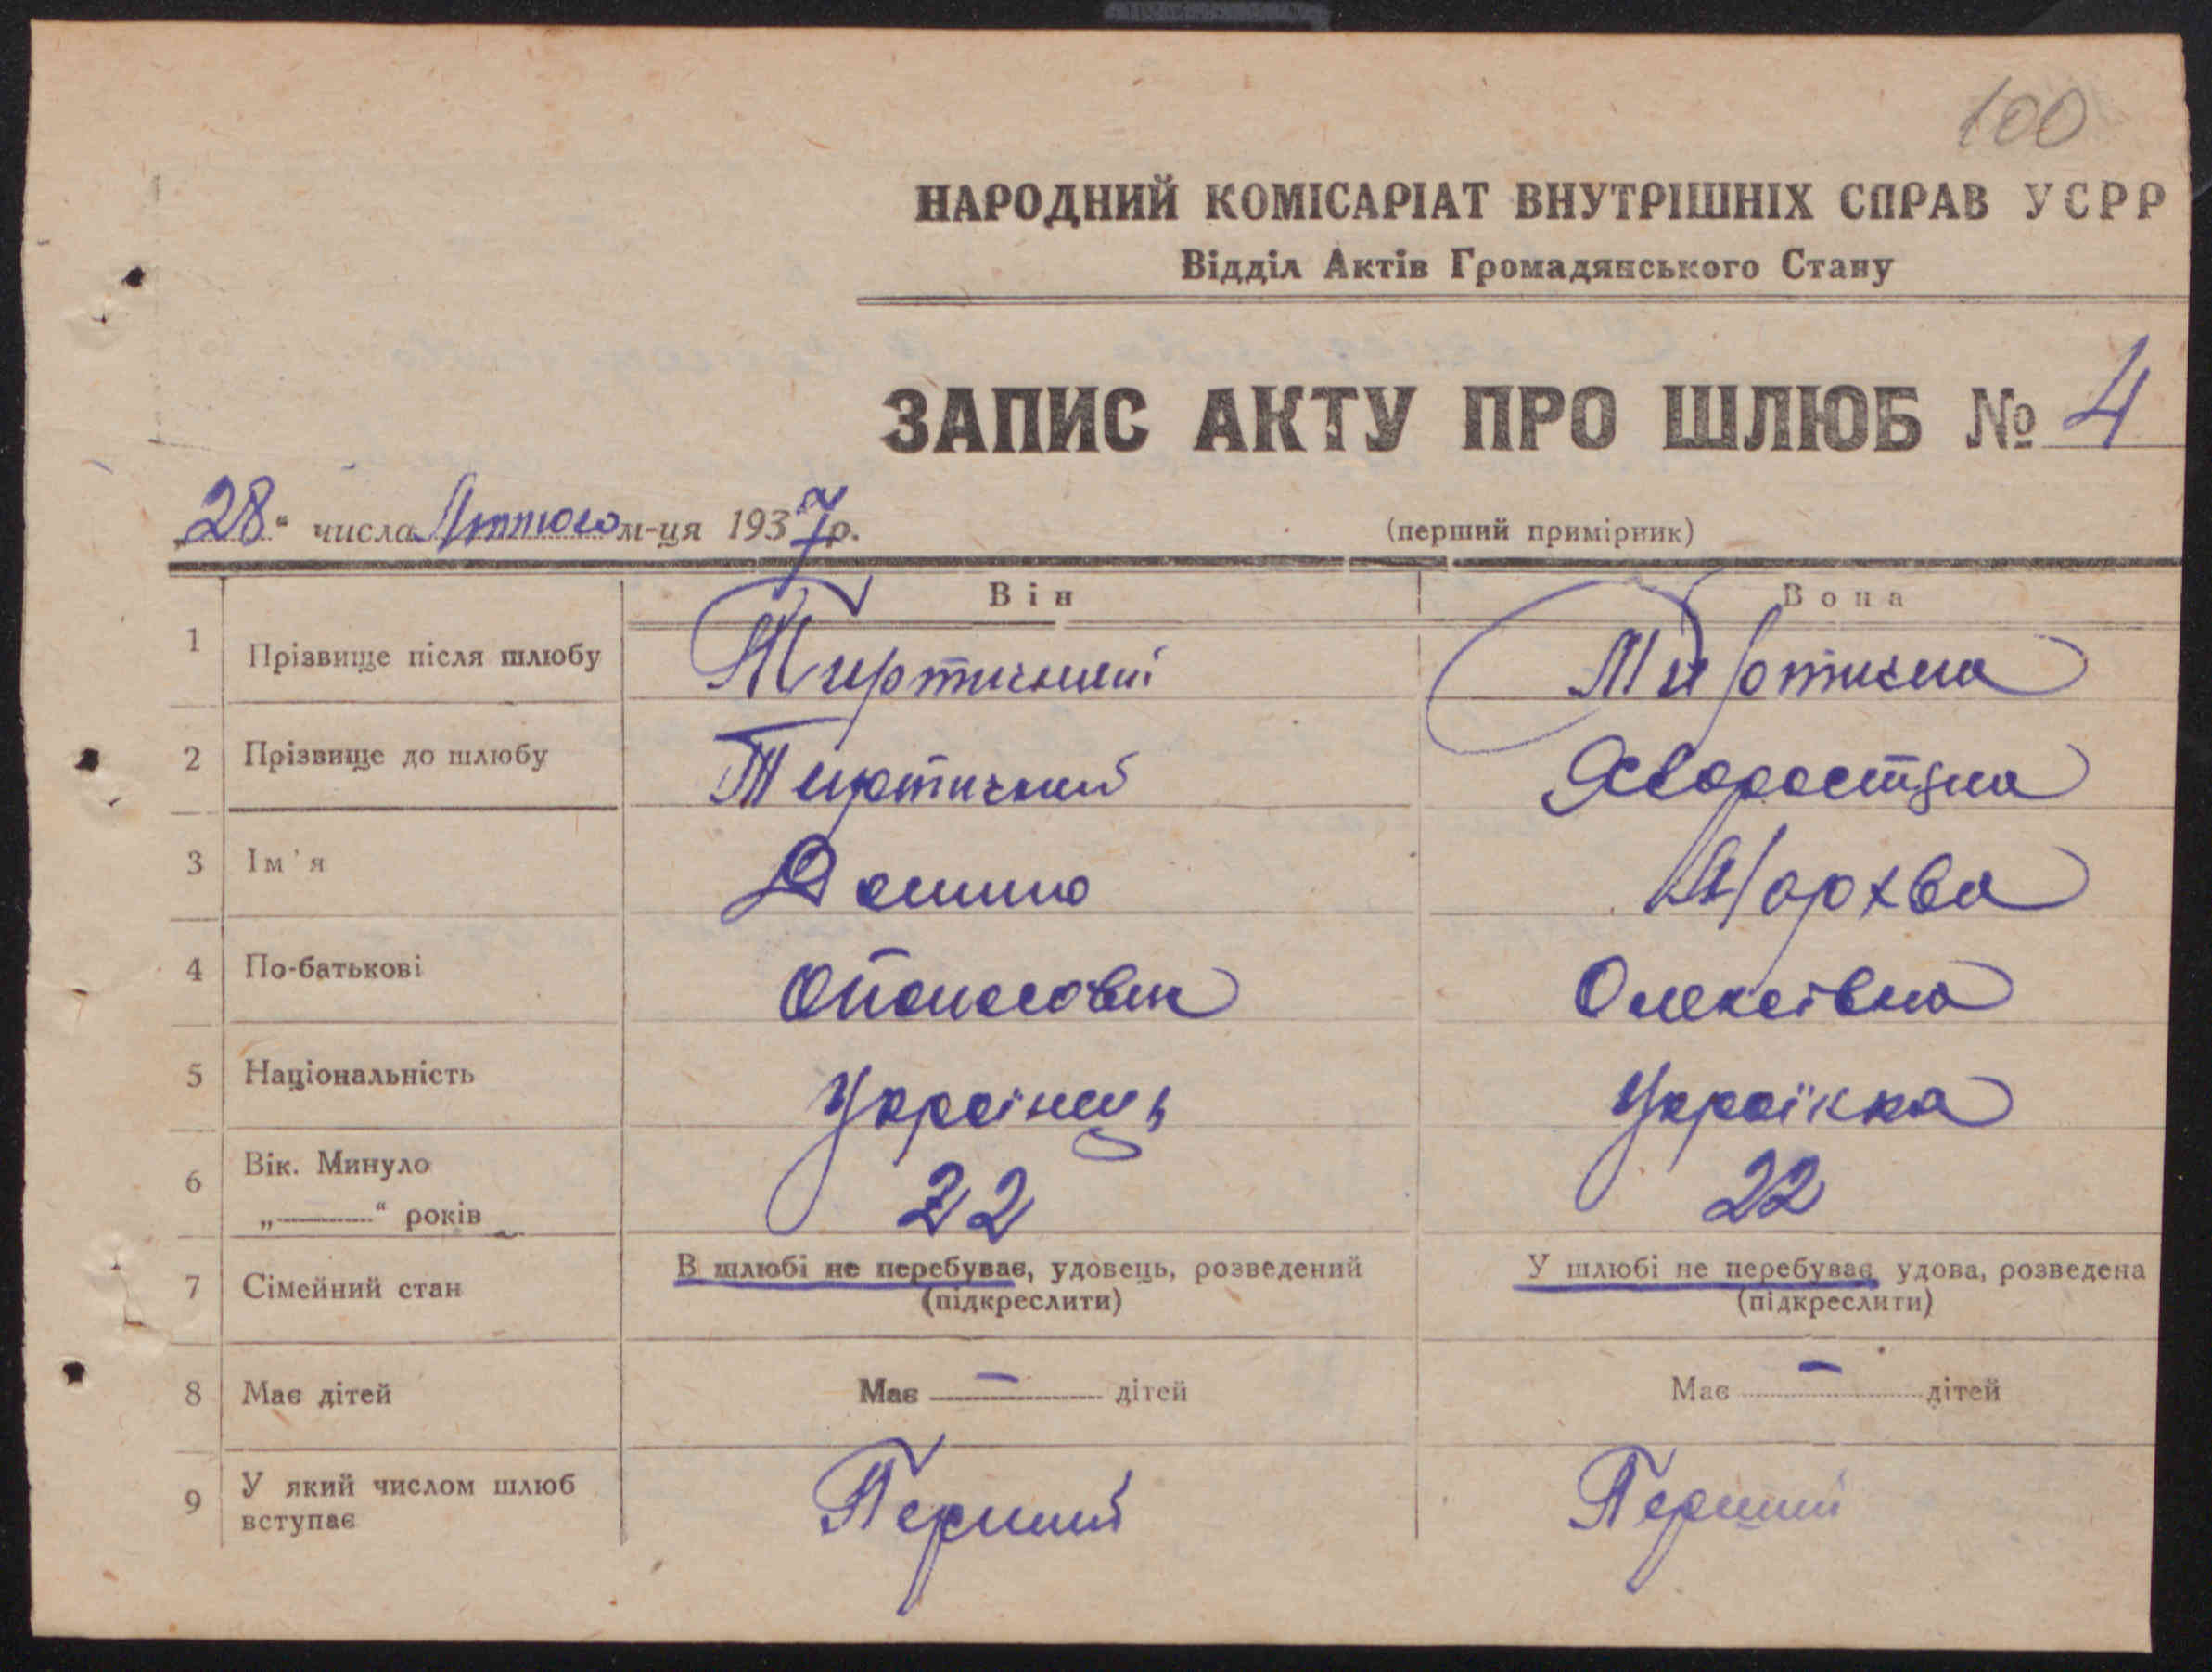 100
НАРОДНИЙ КОМІСАРІАТ ВНУТРІШНІХ СПРАВ УСРР
Відділ Актів Громадянського Стану
ЗАПИС АКТУ ПРО ШЛЮБ № 4
„28“ числа Лютого м-ця 1937 р.
(перший примірник)
Він Вона
1 Прізвище після шлюбу Тиртичний Тиртична
2 Прізвище до шлюбу Тиртичний
3 Ім'я Данило Мархва
4 По-батькові Опанасович Олексівна
5 Національність Українець Українка
6 Вік. Минуло „———“ років 22 22
7 Сімейний стан В шлюбі не перебуває, удовець, розведений У шлюбі не перебуває, удова, розведена
(підкреслити) (підкреслити)
8 Має дітей Має — дітей Має — дітей
9 У який числом шлюб вступає Перший Перший